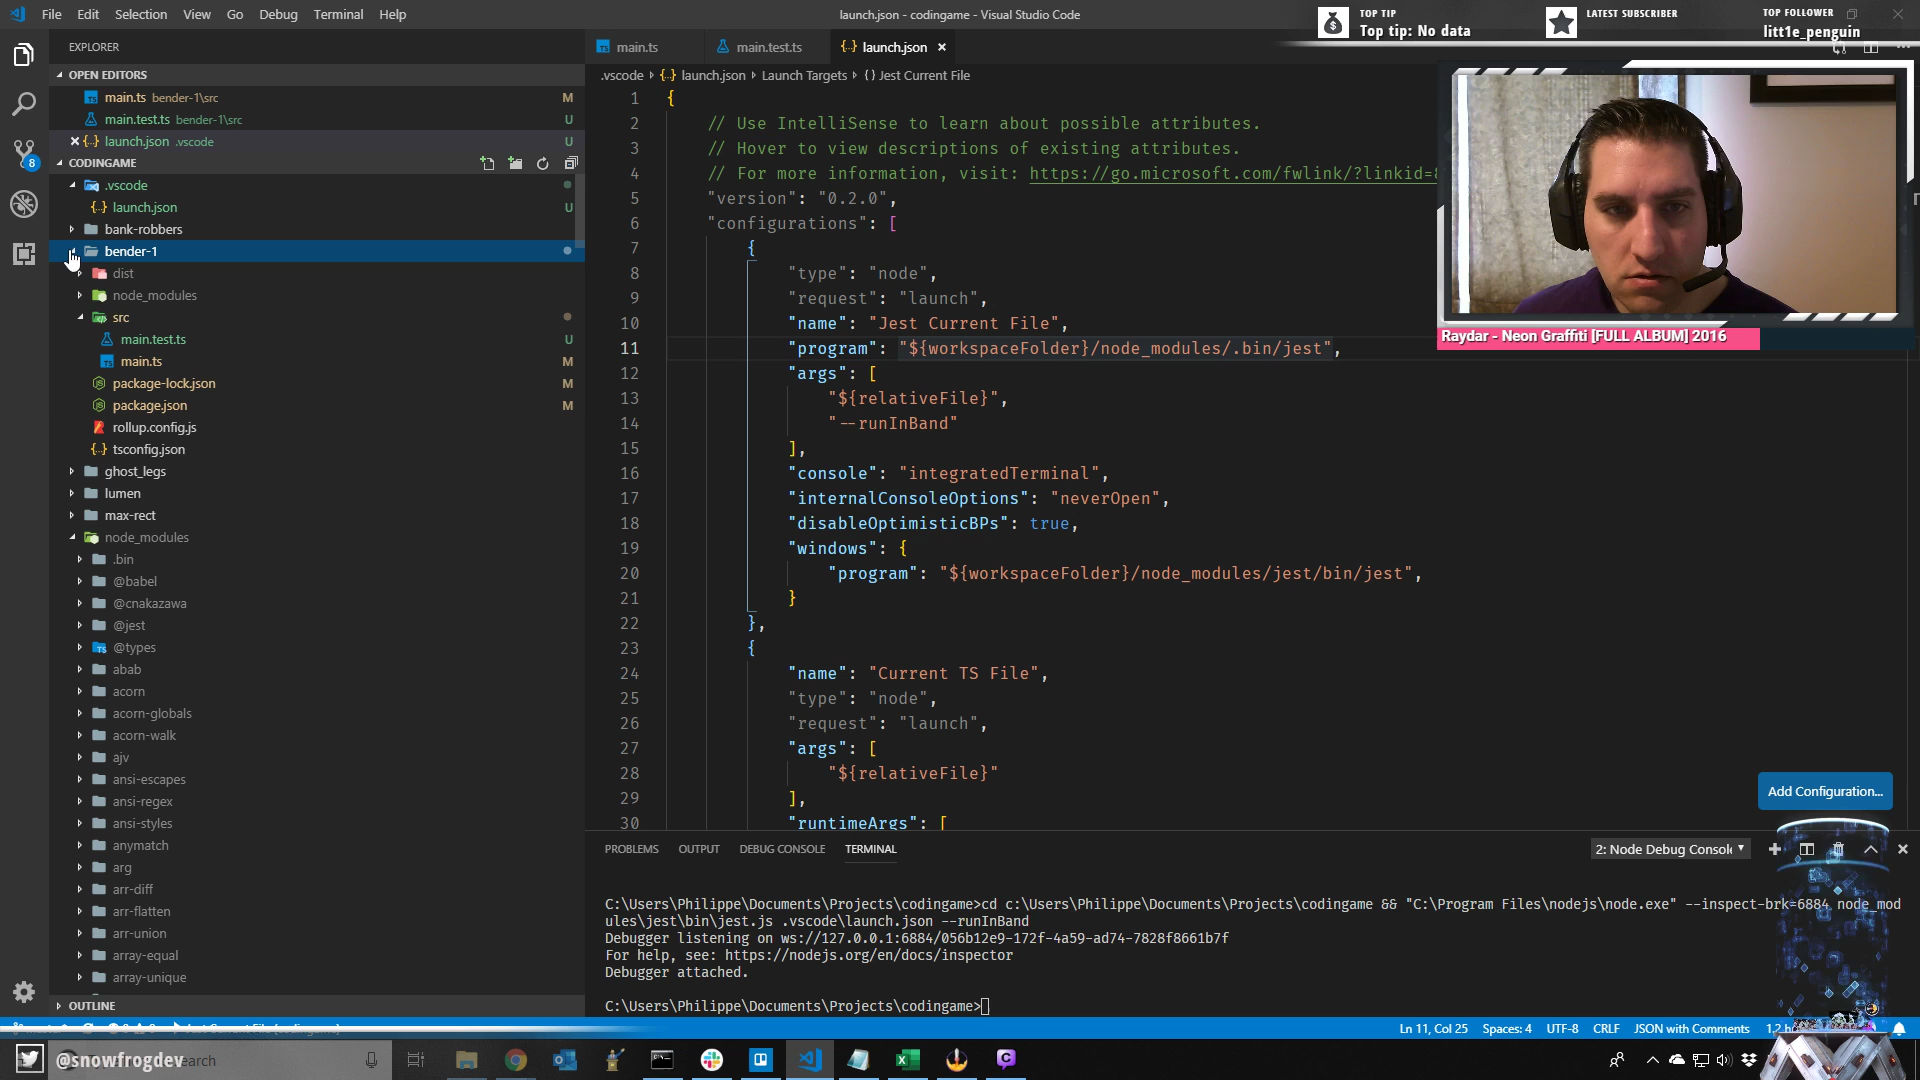 File Edit Selection View Go Debug Terminal Help
launch.json - codingame - Visual Studio Code
TOP TIP
Top tip: No data
LATEST SUBSCRIBER
TOP FOLLOWER
litt1e_penguin
EXPLORER
OPEN EDITORS
main.ts bender-1\src M
main.test.ts bender-1\src U
launch.json .vscode U
CODINGAME
.vscode
launch.json U
bank-robbers
bender-1
dist
node_modules
src
main.test.ts U
main.ts M
package-lock.json M
package.json M
rollup.config.js
tsconfig.json
ghost_legs
lumen
max-rect
node_modules
.bin
@babel
@cnakazawa
@jest
@types
abab
acorn
acorn-globals
acorn-walk
ajv
ansi-escapes
ansi-regex
ansi-styles
anymatch
arg
arr-diff
arr-flatten
arr-union
array-equal
array-unique
OUTLINE
8
main.ts main.test.ts launch.json
.vscode launch.json Launch Targets {} Jest Current File
1 {
2 // Use IntelliSense to learn about possible attributes.
3 // Hover to view descriptions of existing attributes.
4 // For more information, visit: https://go.microsoft.com/fwlink/?linkid=
5 "version": "0.2.0",
6 "configurations": [
7 {
8 "type": "node",
9 "request": "launch",
10 "name": "Jest Current File",
11 "program": "${workspaceFolder}/node_modules/.bin/jest",
12 "args": [
13 "${relativeFile}",
14 "--runInBand"
15 ],
16 "console": "integratedTerminal",
17 "internalConsoleOptions": "neverOpen",
18 "disableOptimisticBPs": true,
19 "windows": {
20 "program": "${workspaceFolder}/node_modules/jest/bin/jest",
21 }
22 },
23 {
24 "name": "Current TS File",
25 "type": "node",
26 "request": "launch",
27 "args": [
28 "${relativeFile}"
29 ],
30 "runtimeArgs": [
Raydar - Neon Graffiti [FULL ALBUM] 2016
Add Configuration...
PROBLEMS OUTPUT DEBUG CONSOLE TERMINAL
2: Node Debug Console
C:\Users\Philippe\Documents\Projects\codingame>cd c:\Users\Philippe\Documents\Projects\codingame && "C:\Program Files\nodejs\node.exe" --inspect-brk=6884 node_mod
ules\jest\bin\jest.js .vscode\launch.json --runInBand
Debugger listening on ws://127.0.0.1:6884/056b12e9-172f-4a59-ad74-7828f8661b7f
For help, see: https://nodejs.org/en/docs/inspector
Debugger attached.
C:\Users\Philippe\Documents\Projects\codingame>
Ln 11, Col 25 Spaces: 4 UTF-8 CRLF JSON with Comments
@snowfrogdev